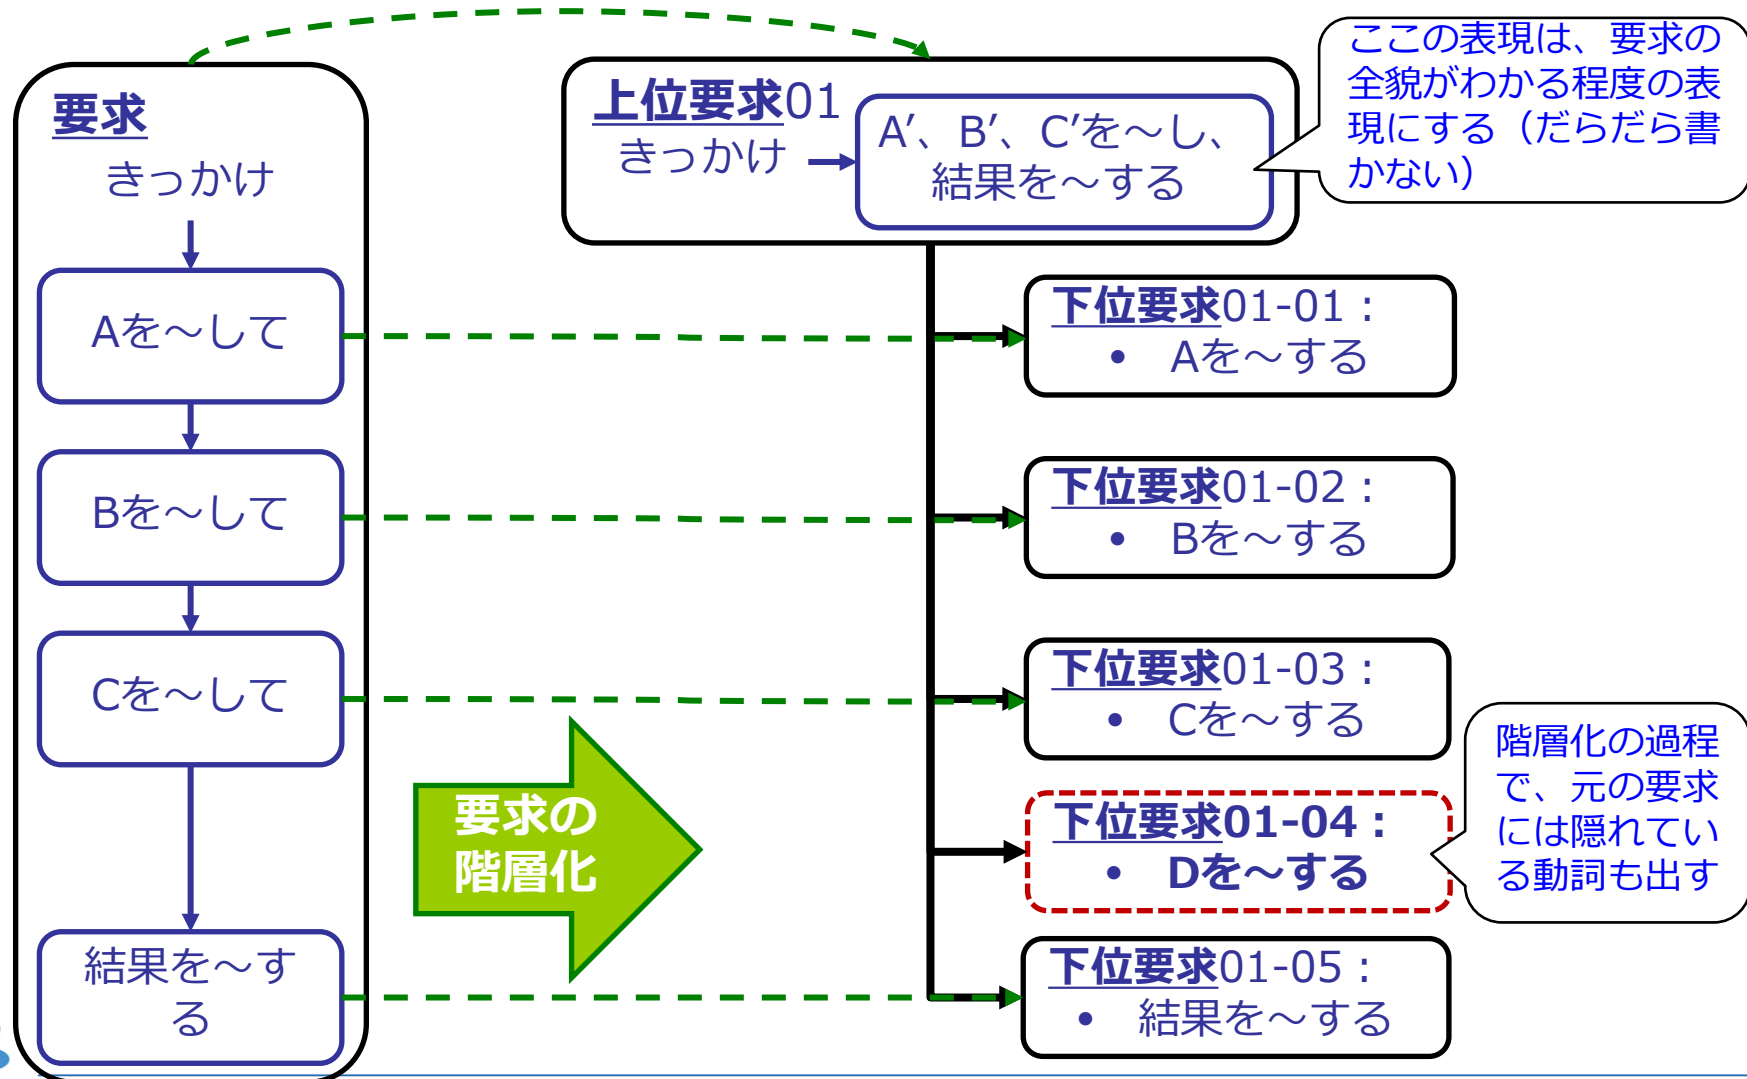 要求
きっかけ
Aを～して
Bを～して
Cを～して
結果を～す
る
要求の
階層化
上位要求01
きっかけ
A′、B′、C′を～し、
結果を～する
ここの表現は、要求の
全貌がわかる程度の表
現にする（だらだら書
かない）
下位要求01-01：
• Aを～する
下位要求01-02：
• Bを～する
下位要求01-03：
• Cを～する
下位要求01-04：
• Dを～する
階層化の過程
で、元の要求
には隠れてい
る動詞も出す
下位要求01-05：
• 結果を～する